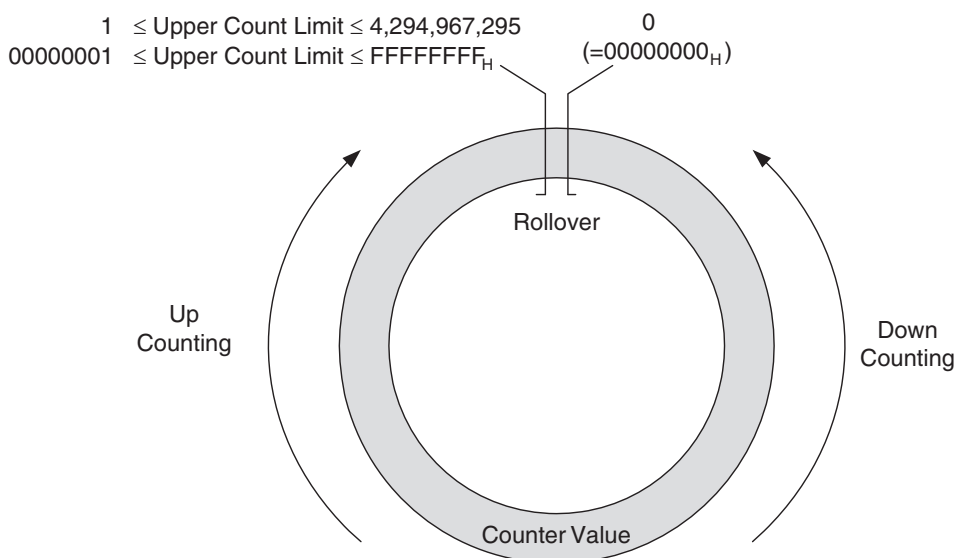 1 ≤ Upper Count Limit ≤ 4,294,967,295
00000001 ≤ Upper Count Limit ≤ FFFFFFFFH
0
(=00000000H)
Rollover
Up
Counting
Down
Counting
Counter Value